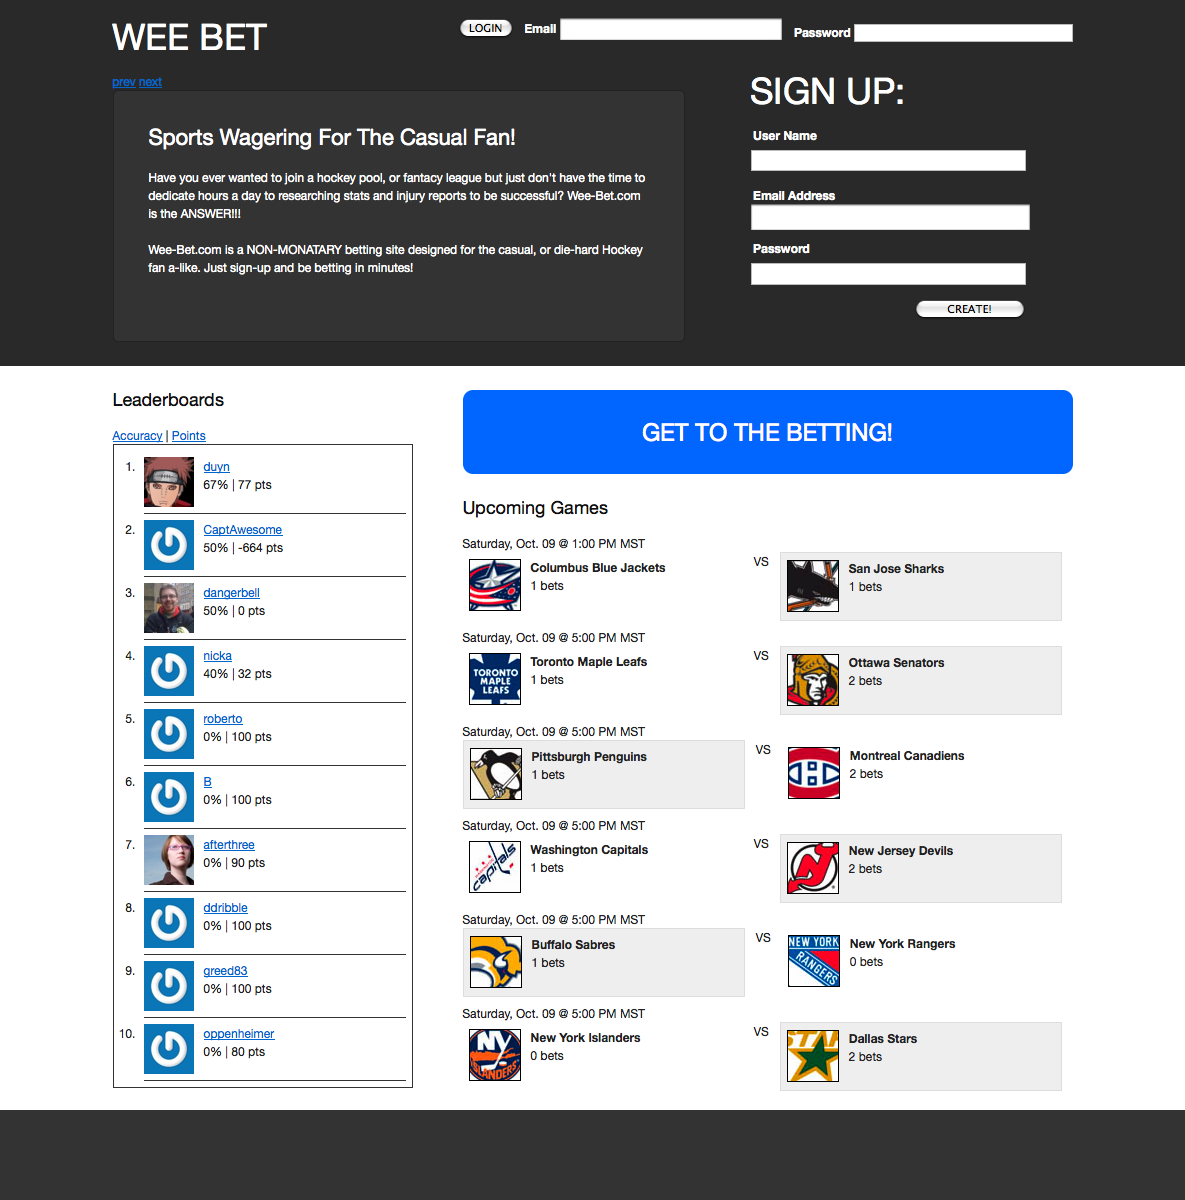 WEE BET
LOGIN Email Password
prev next
Sports Wagering For The Casual Fan!
Have you ever wanted to join a hockey pool, or fantacy league but just don't have the time to
dedicate hours a day to researching stats and injury reports to be successful? Wee-Bet.com
is the ANSWER!!!
Wee-Bet.com is a NON-MONATARY betting site designed for the casual, or die-hard Hockey
fan a-like. Just sign-up and be betting in minutes!
SIGN UP:
User Name
Email Address
Password
CREATE!
Leaderboards
Accuracy | Points
1. duyn
67% | 77 pts
2. CaptAwesome
50% | -664 pts
3. dangerbell
50% | 0 pts
4. nicka
40% | 32 pts
5. roberto
0% | 100 pts
6. B
0% | 100 pts
7. afterthree
0% | 90 pts
8. ddribble
0% | 100 pts
9. greed83
0% | 100 pts
10. oppenheimer
0% | 80 pts
GET TO THE BETTING!
Upcoming Games
Saturday, Oct. 09 @ 1:00 PM MST
Columbus Blue Jackets
1 bets
VS
San Jose Sharks
1 bets
Saturday, Oct. 09 @ 5:00 PM MST
TORONTO
MAPLE
LEAFS
Toronto Maple Leafs
1 bets
VS
Ottawa Senators
2 bets
Saturday, Oct. 09 @ 5:00 PM MST
Pittsburgh Penguins
1 bets
VS
Montreal Canadiens
2 bets
Saturday, Oct. 09 @ 5:00 PM MST
capitals
Washington Capitals
1 bets
VS
New Jersey Devils
2 bets
Saturday, Oct. 09 @ 5:00 PM MST
Buffalo Sabres
1 bets
VS
NEW YORK
RANGERS
New York Rangers
0 bets
Saturday, Oct. 09 @ 5:00 PM MST
NY
ISLANDERS
New York Islanders
0 bets
VS
STAR
Dallas Stars
2 bets